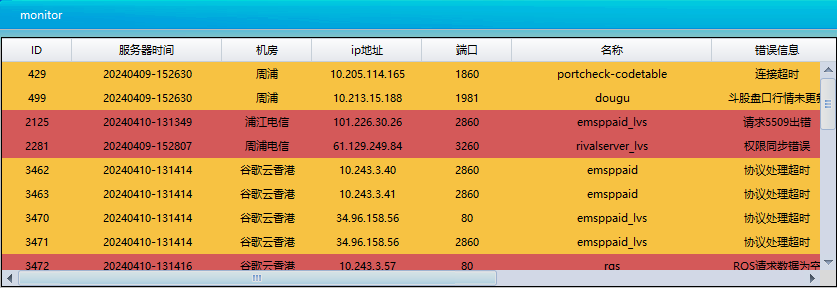 monitor
ID 服务器时间 机房 ip地址 端口 名称 错误信息
429 20240409-152630 周浦 10.205.114.165 1860 portcheck-codetable 连接超时
499 20240409-152630 周浦 10.213.15.188 1981 dougu 斗股盘口行情未更新
2125 20240410-131349 浦江电信 101.226.30.26 2860 emsppaid_lvs 请求5509出错
2281 20240409-152807 周浦电信 61.129.249.84 3260 rivalserver_lvs 权限同步错误
3462 20240410-131414 谷歌云香港 10.243.3.40 2860 emsppaid 协议处理超时
3463 20240410-131414 谷歌云香港 10.243.3.41 2860 emsppaid 协议处理超时
3470 20240410-131414 谷歌云香港 34.96.158.56 80 emsppaid_lvs 协议处理超时
3471 20240410-131414 谷歌云香港 34.96.158.56 2860 emsppaid_lvs 协议处理超时
3472 20240410-131416 谷歌云香港 10.243.3.57 80 rqs RQS请求数据为空